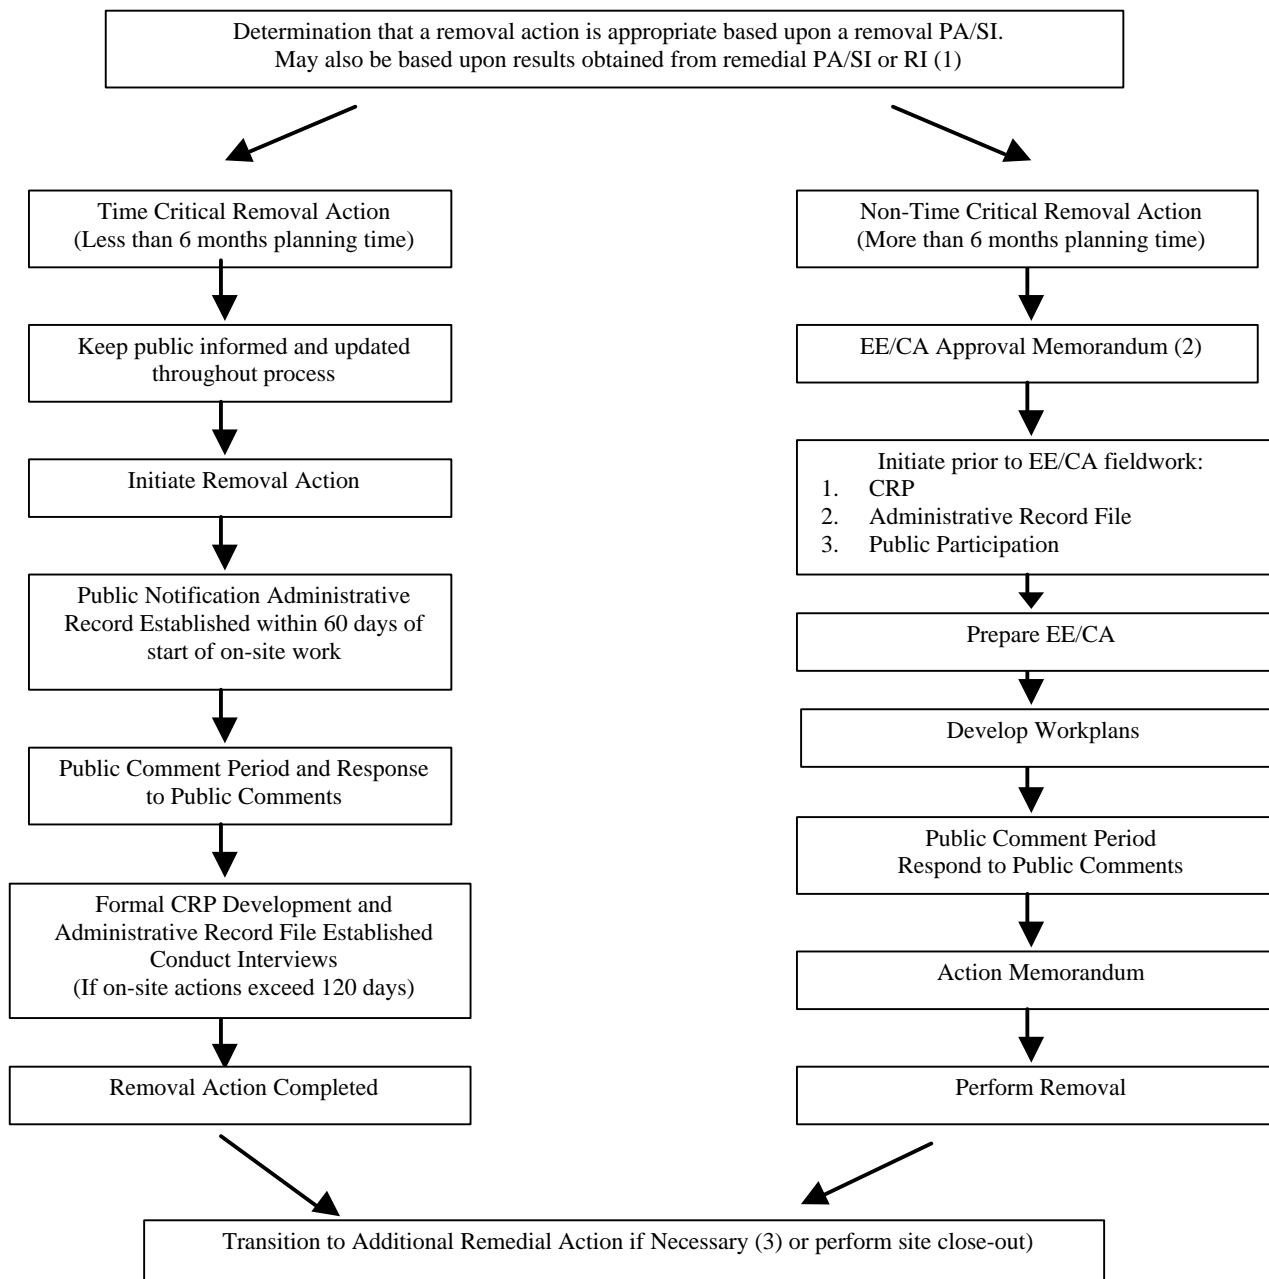 Determination that a removal action is appropriate based upon a removal PA/SI.
May also be based upon results obtained from remedial PA/SI or RI (1)
Time Critical Removal Action
(Less than 6 months planning time)
Keep public informed and updated
throughout process
Initiate Removal Action
Public Notification Administrative
Record Established within 60 days of
start of on-site work
Public Comment Period and Response
to Public Comments
Formal CRP Development and
Administrative Record File Established
Conduct Interviews
(If on-site actions exceed 120 days)
Removal Action Completed
Non-Time Critical Removal Action
(More than 6 months planning time)
EE/CA Approval Memorandum (2)
Initiate prior to EE/CA fieldwork:
1. CRP
2. Administrative Record File
3. Public Participation
Prepare EE/CA
Develop Workplans
Public Comment Period
Respond to Public Comments
Action Memorandum
Perform Removal
Transition to Additional Remedial Action if Necessary (3) or perform site close-out)